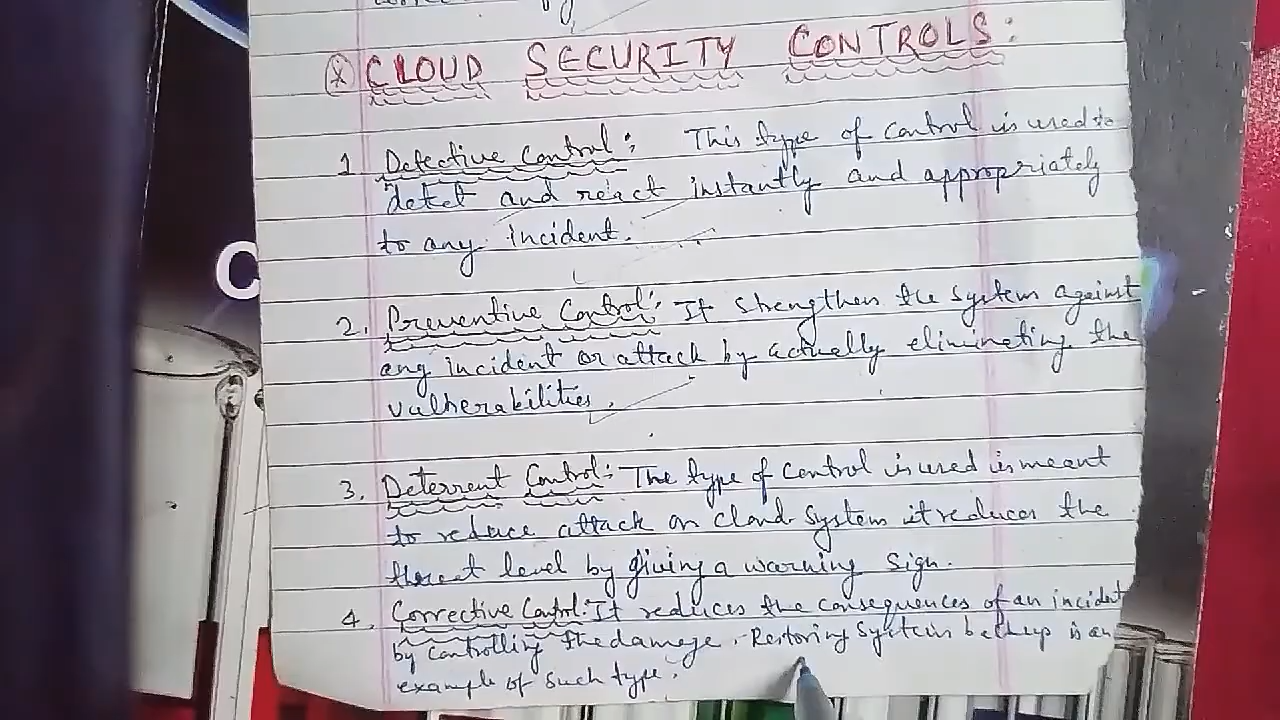 * CLOUD SECURITY CONTROLS:
1. Detective Control: This type of control is used to
detect and react instantly and appropriately
to any incident.
2. Preventive Control: It strengthen the system against
any incident or attack by actually eliminating the
vulnerabilities.
3. Deterrent Control: The type of control is used is meant
to reduce attack on cloud system it reduces the
threat level by giving a warning sign.
4. Corrective Control: It reduces the consequences of an incident
by controlling the damage. Restoring system backup is an
example of such type.
C